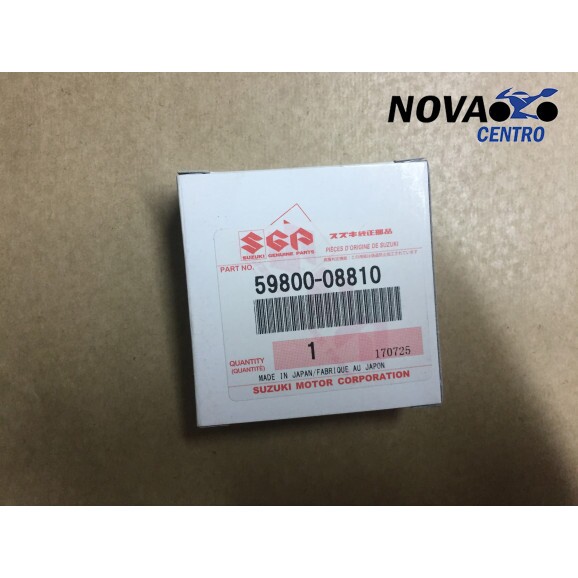 NOVA
CENTRO
SGP
SUZUKI GENUINE PARTS
スズキ純正部品
PIÈCES D'ORIGINE DE SUZUKI
PART NO.
59800-08810
QUANTITY
(QUANTITÉ)
1
170725
MADE IN JAPAN/FABRIQUE AU JAPON
SUZUKI MOTOR CORPORATION